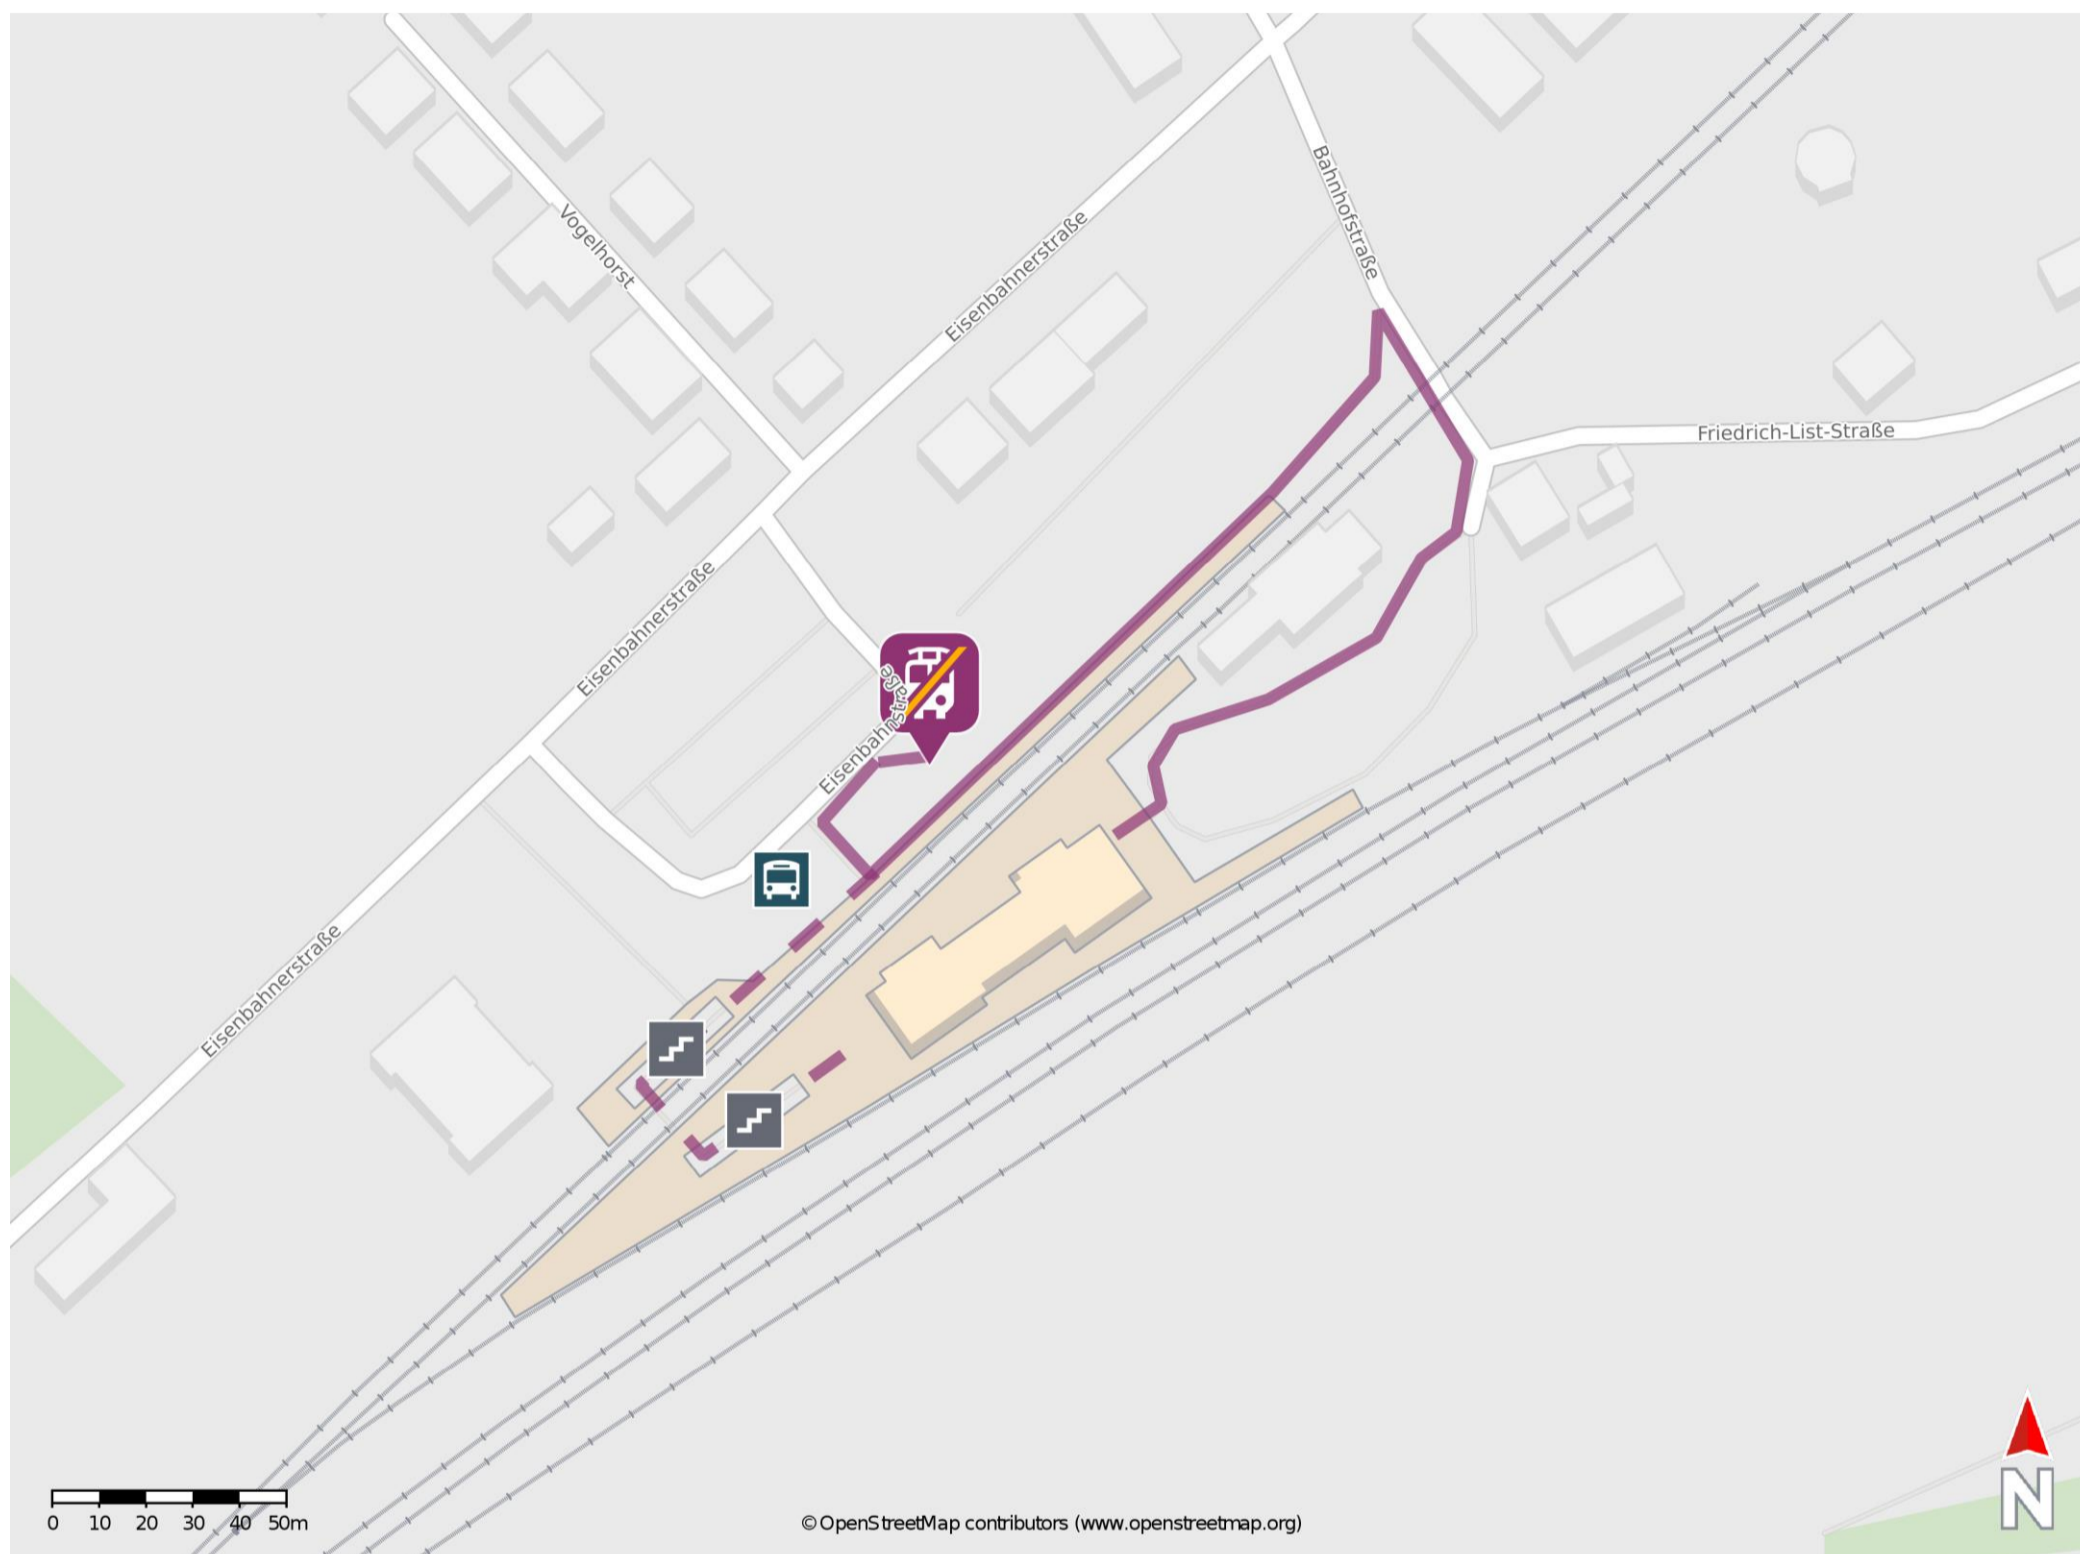 Bahnhofstraße
Vogelhorst
Eisenbahnerstraße
Friedrich-List-Straße
Eisenbahnerstraße
Eisenbahnstraße
Eisenbahnerstraße
N
0 10 20 30 40 50m
© OpenStreetMap contributors (www.openstreetmap.org)